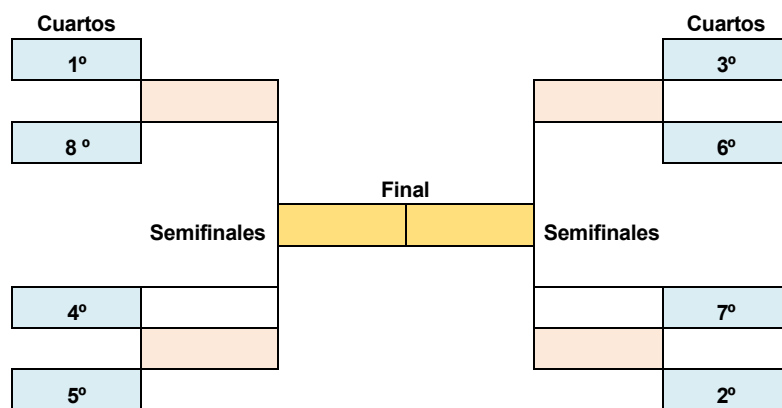 Cuartos Cuartos
1º 3º
8 º 6º
Final
Semifinales Semifinales
4º 7º
5º 2º